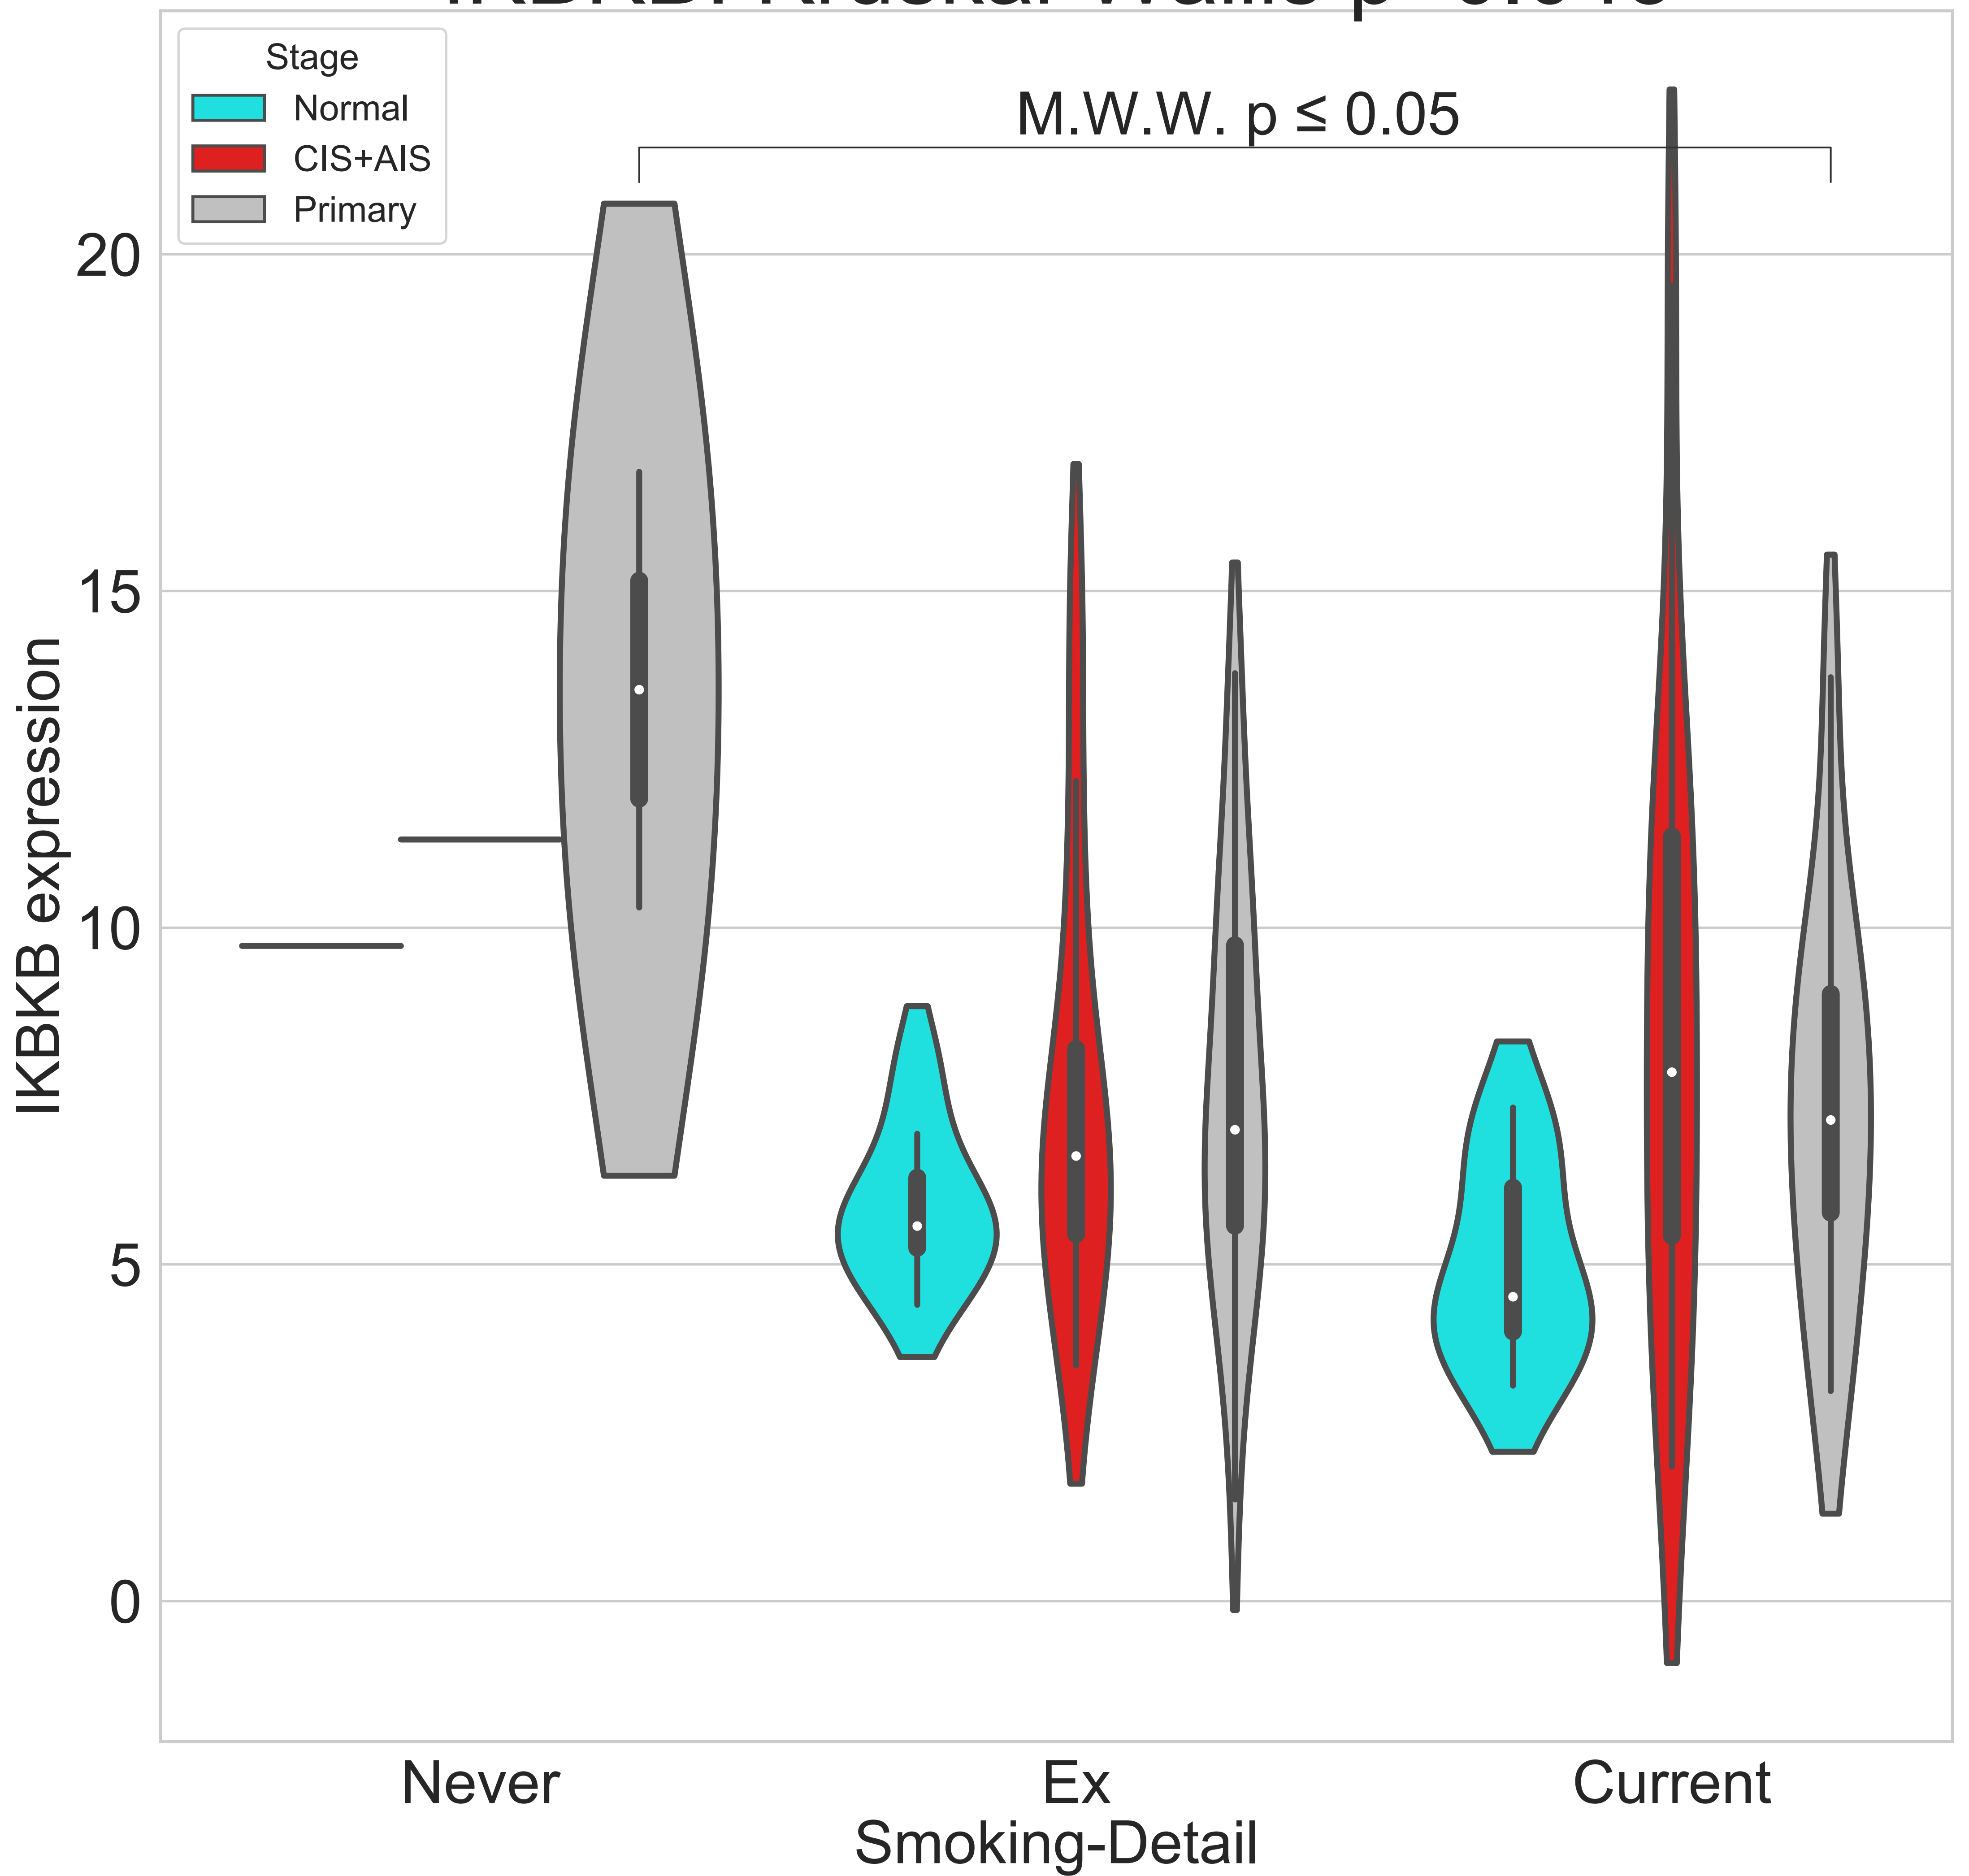 Stage
Normal
CIS+AIS
Primary
M.W.W. p ≤ 0.05
20
15
10
5
0
IKBKB expression
Never
Ex
Current
Smoking-Detail